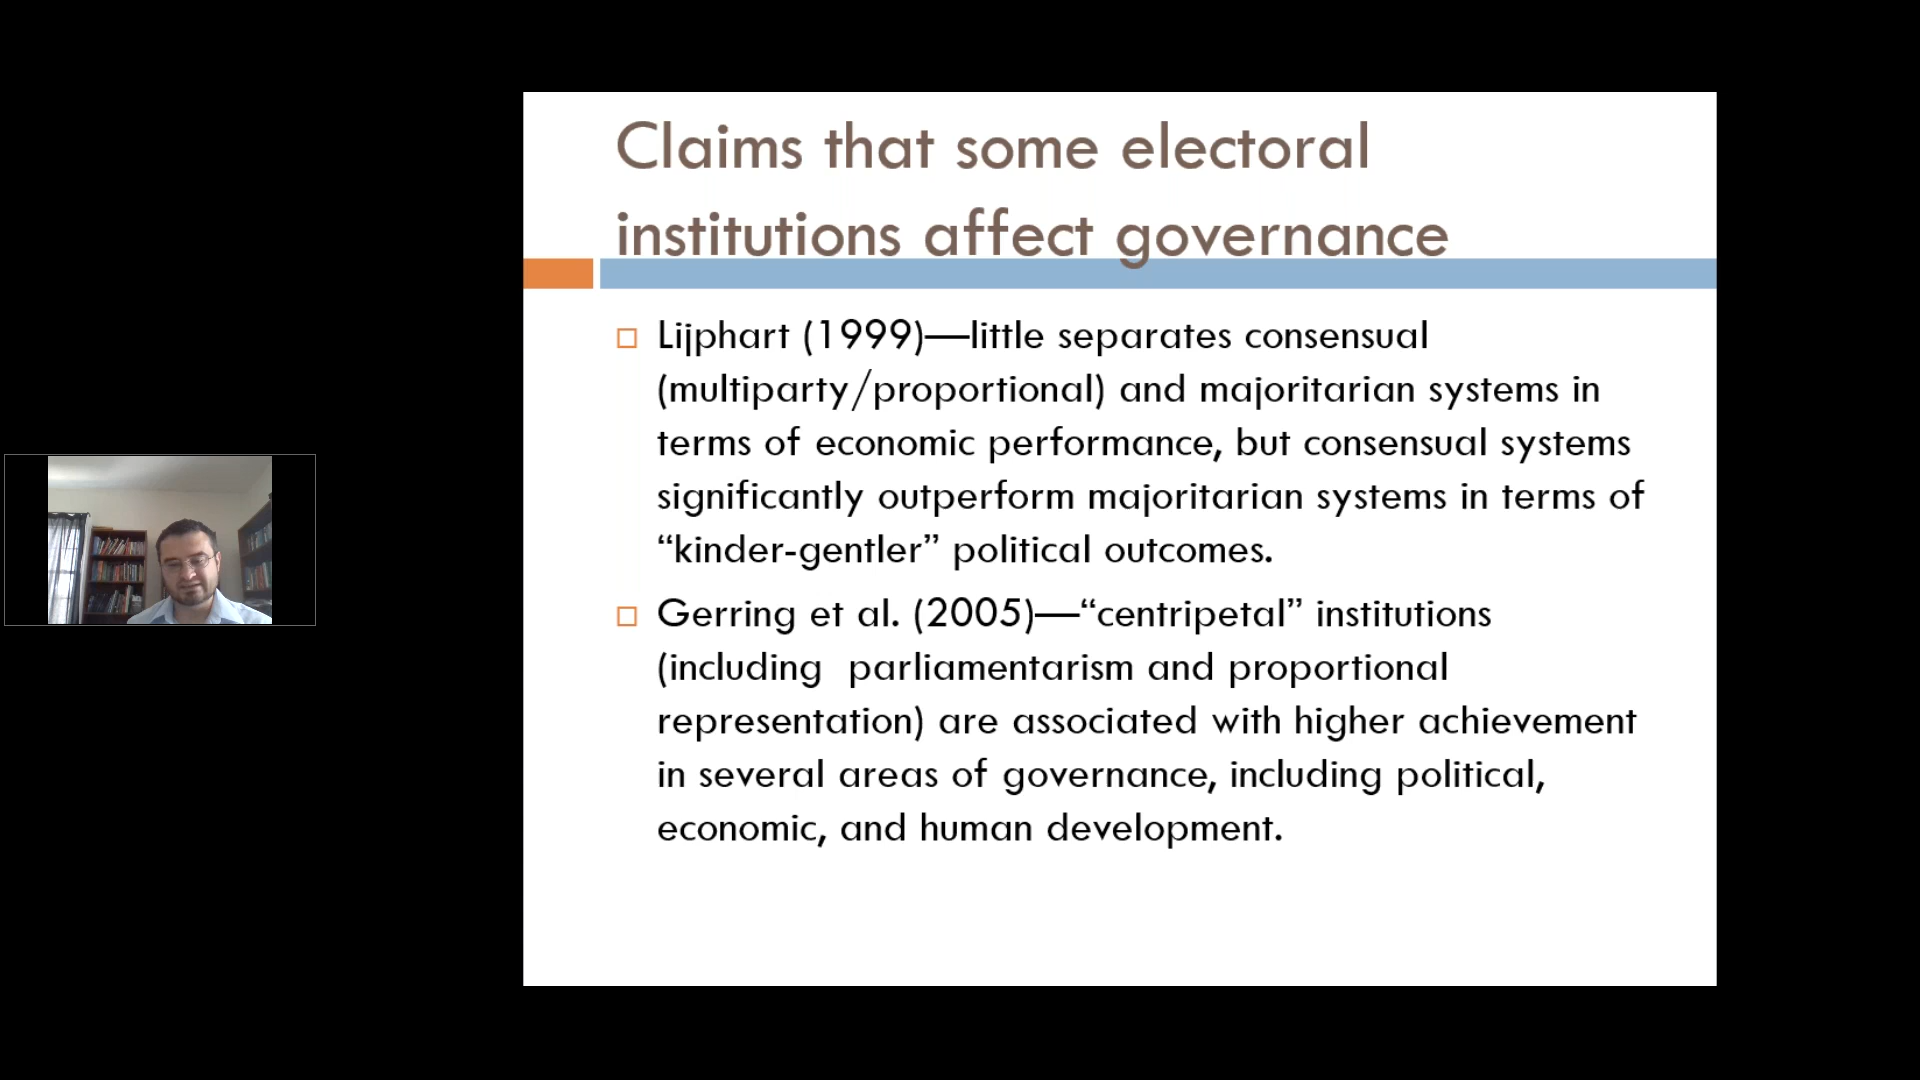 Claims that some electoral
institutions affect governance
Lijphart (1999)—little separates consensual
(multiparty/proportional) and majoritarian systems in
terms of economic performance, but consensual systems
significantly outperform majoritarian systems in terms of
“kinder-gentler” political outcomes.
Gerring et al. (2005)—“centripetal” institutions
(including  parliamentarism and proportional
representation) are associated with higher achievement
in several areas of governance, including political,
economic, and human development.